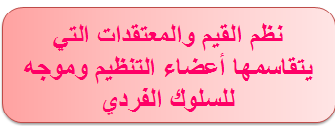 نظم القيم والمعتقدات التي
يتقاسمها أعضاء التنظيم وموجه
للسلوك الفردي